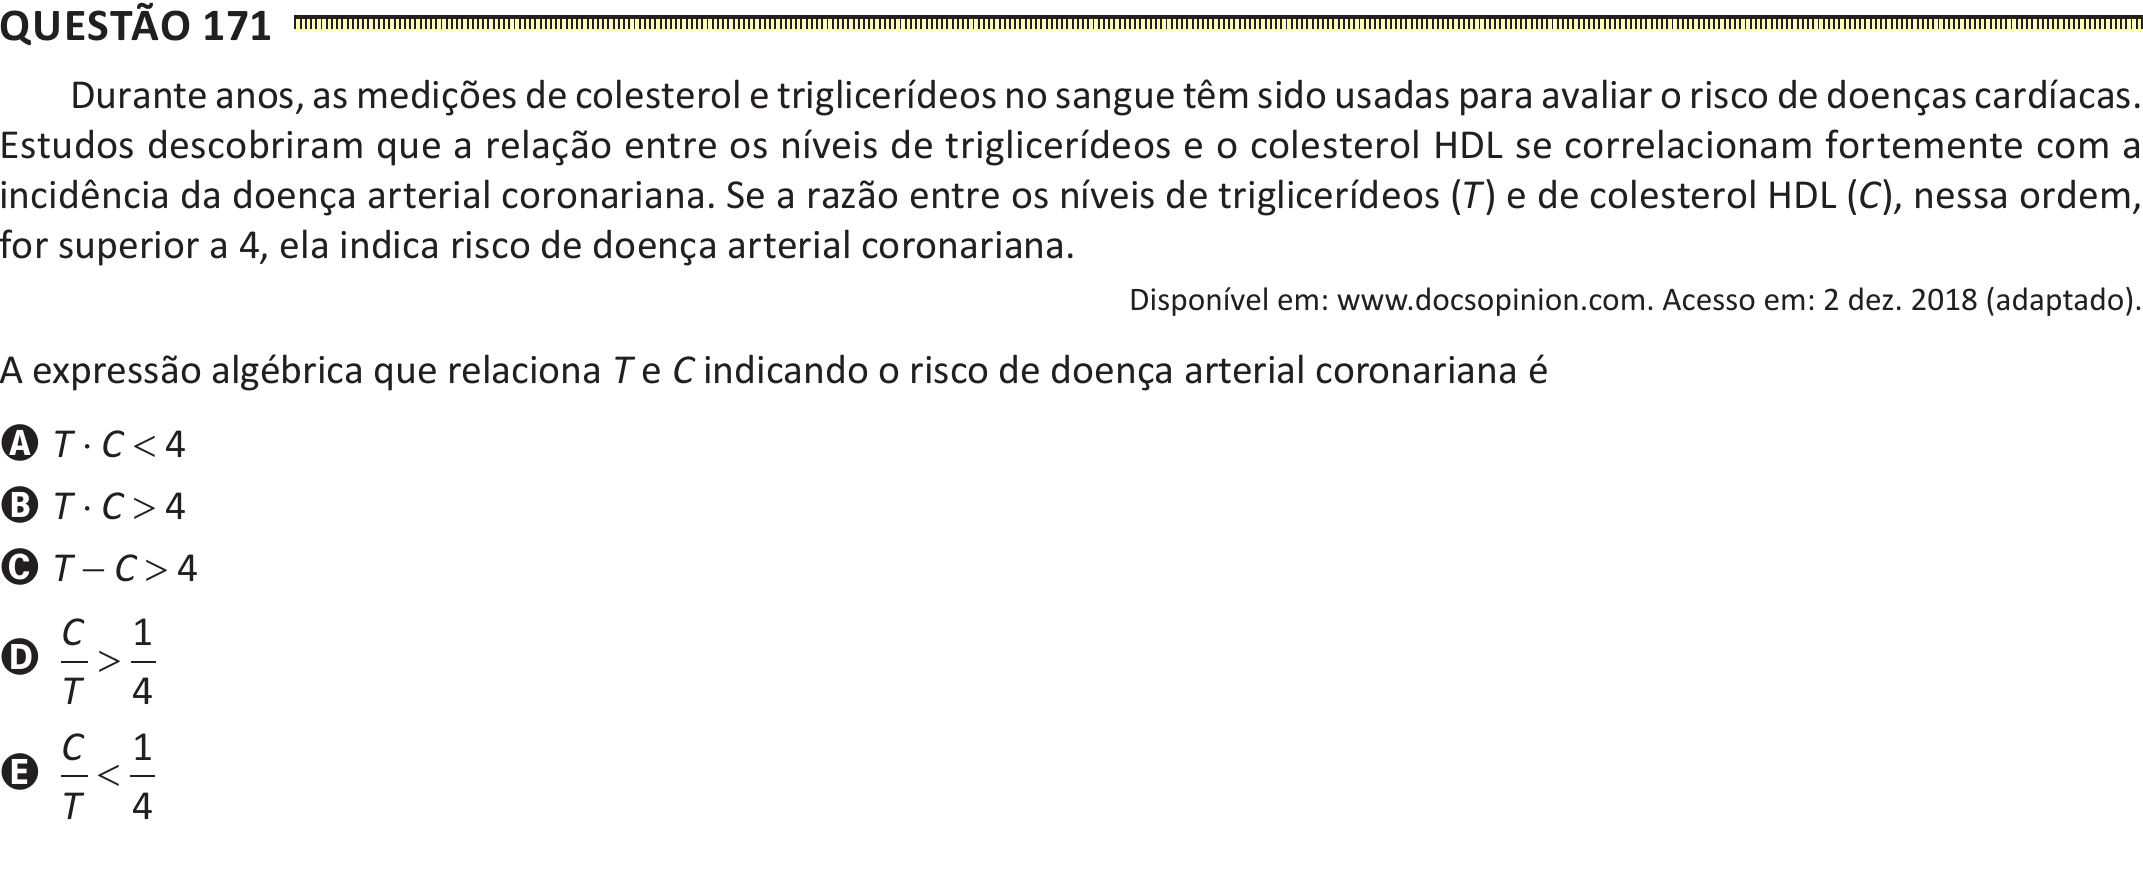 QUESTÃO 171
Durante anos, as medições de colesterol e triglicerídeos no sangue têm sido usadas para avaliar o risco de doenças cardíacas.
Estudos descobriram que a relação entre os níveis de triglicerídeos e o colesterol HDL se correlacionam fortemente com a
incidência da doença arterial coronariana. Se a razão entre os níveis de triglicerídeos (T) e de colesterol HDL (C), nessa ordem,
for superior a 4, ela indica risco de doença arterial coronariana.
Disponível em: www.docsopinion.com. Acesso em: 2 dez. 2018 (adaptado).
A expressão algébrica que relaciona T e C indicando o risco de doença arterial coronariana é
A T · C < 4
B T · C > 4
C T – C > 4
D C/T > 1/4
E C/T < 1/4